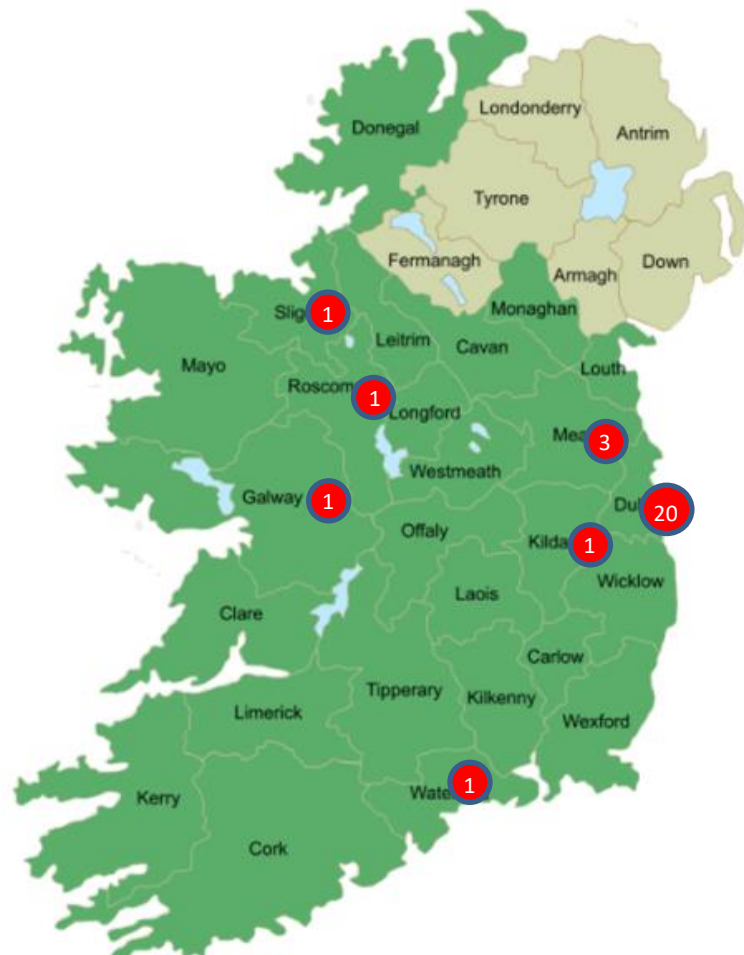 Donegal
Londonderry
Antrim
Tyrone
Fermanagh
Armagh
Down
Monaghan
Slig
1
Leitrim
Cavan
Louth
Mayo
Roscom
1
Longford
Mea
3
Westmeath
Galway
1
Dub
20
Offaly
Kilda
1
Wicklow
Laois
Clare
Carlow
Tipperary
Kilkenny
Limerick
Wexford
Wate
1
Kerry
Cork